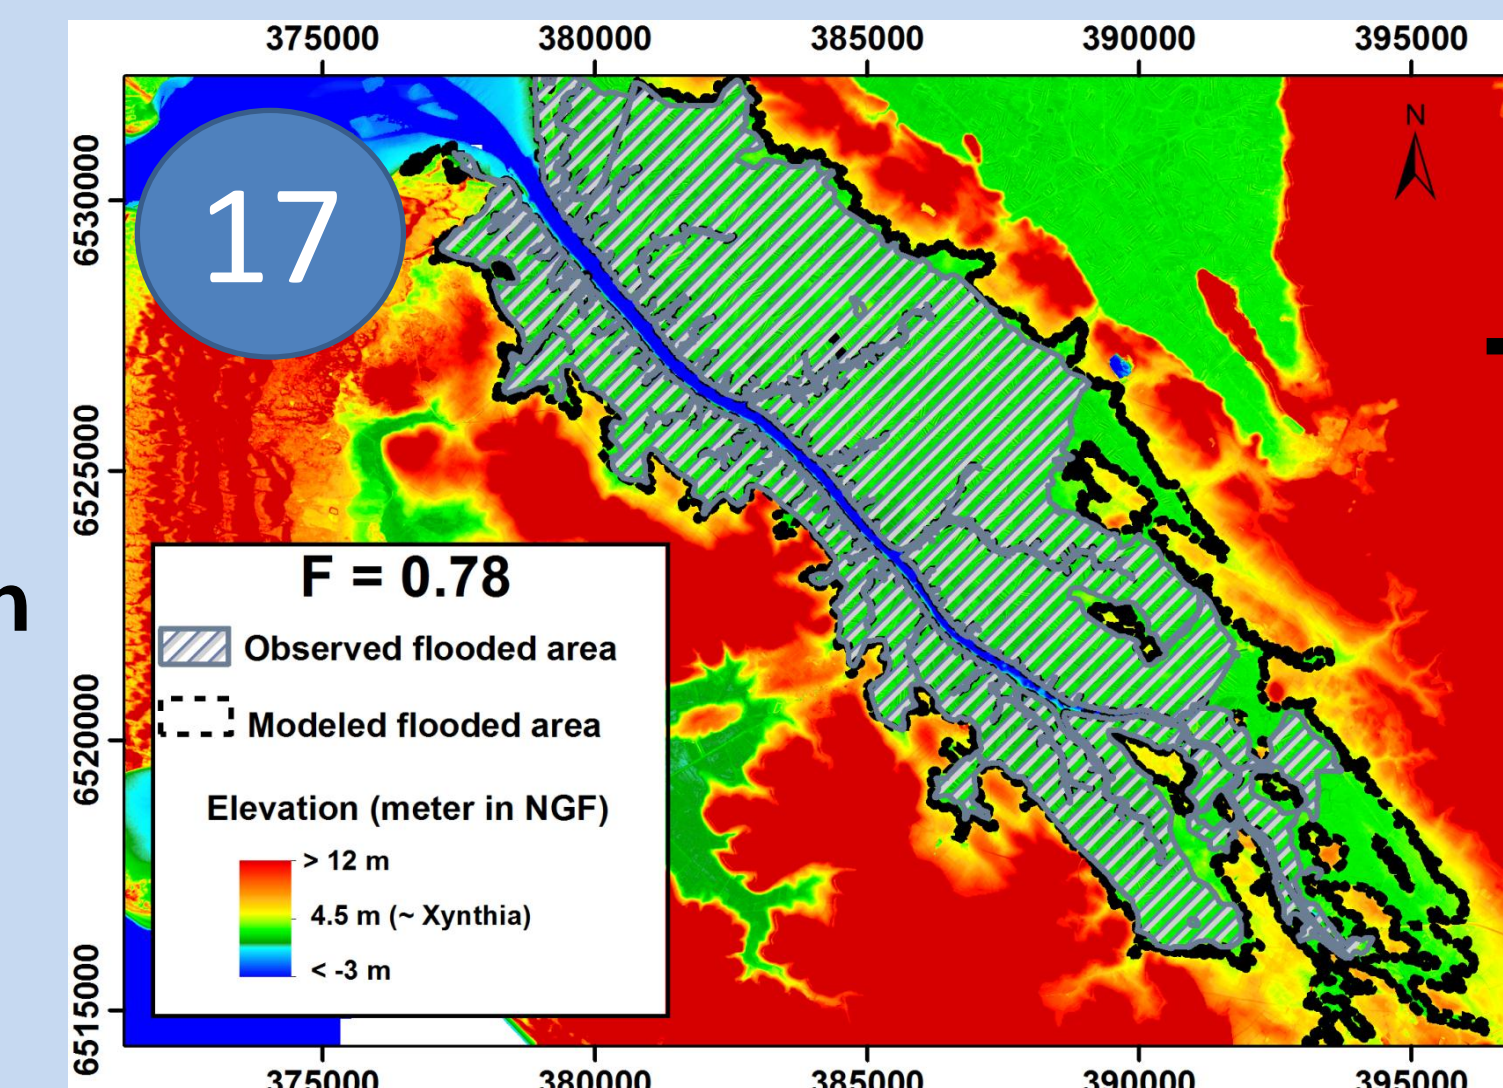 375000 380000 385000 390000 395000
N
17
6530000
6525000
6520000
6515000
n
F = 0.78
Observed flooded area
Modeled flooded area
Elevation (meter in NGF)
> 12 m
4.5 m (~ Xynthia)
< -3 m
375000 380000 385000 390000 395000